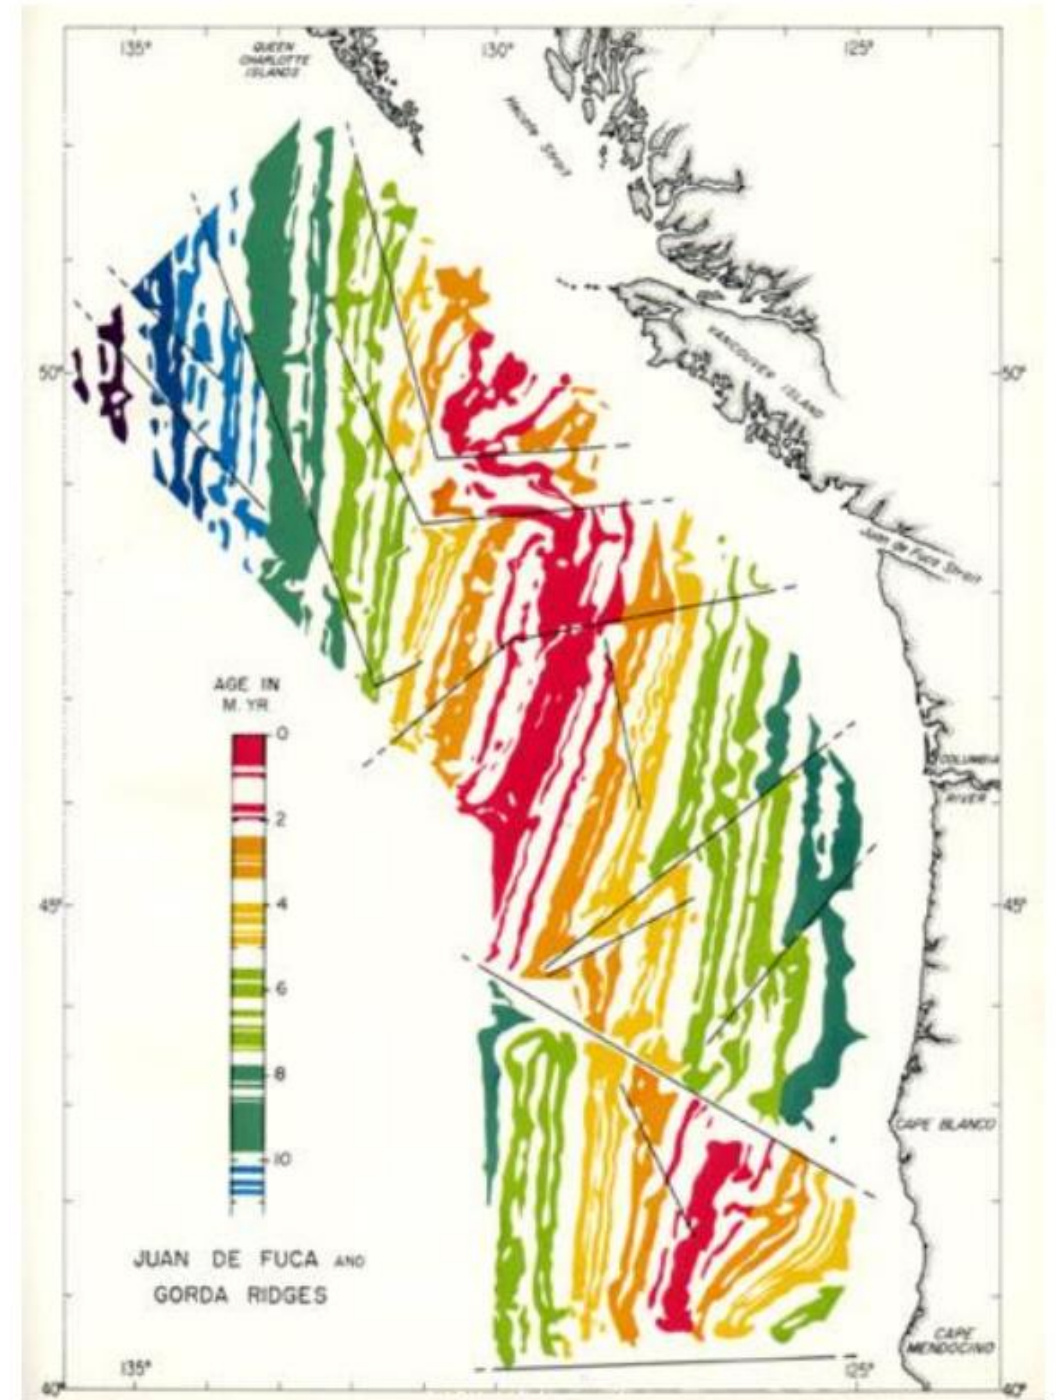 135°
130°
125°
QUEEN
CHARLOTTE
ISLANDS
Hecate Strait
50°
50°
VANCOUVER ISLAND
Juan de Fuca Strait
AGE IN
M. YR.
0
2
4
6
8
10
COLUMBIA
RIVER
45°
45°
CAPE BLANCO
JUAN DE FUCA AND
GORDA RIDGES
CAPE
MENDOCINO
135°
125°
40°
40°